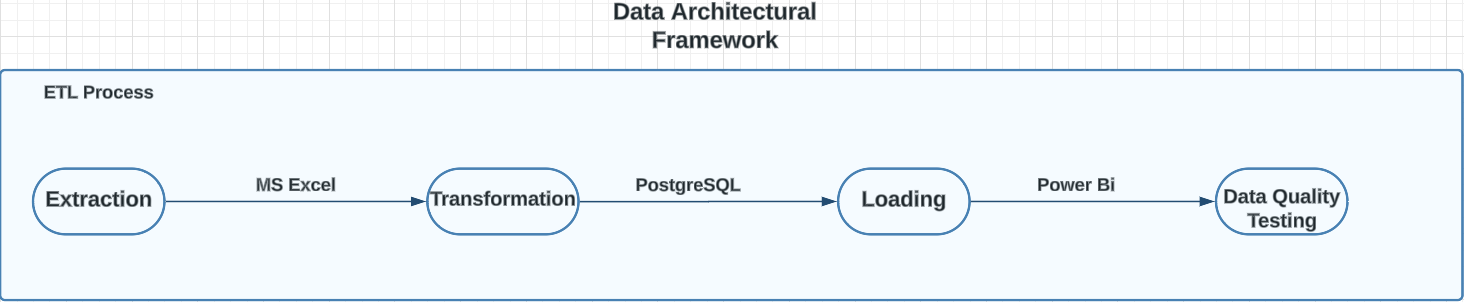 Data Architectural
Framework
ETL Process
Extraction
MS Excel
Transformation
PostgreSQL
Loading
Power Bi
Data Quality
Testing